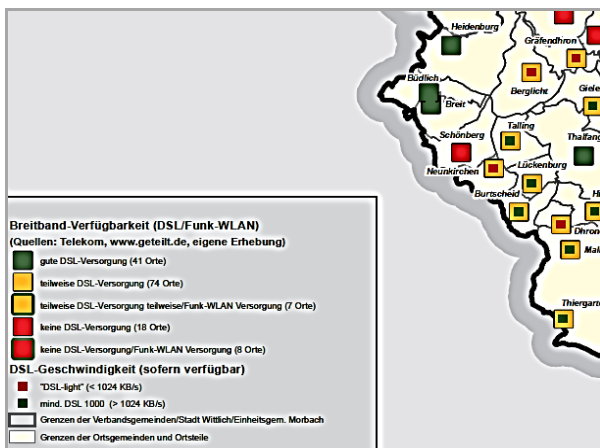 Heidenburg
Gräfendhron
Berglicht
Büdlich
Breit
Giele
Schönberg
Talling
Thalfang
Neunkirchen
Lückenburg
Burtscheid
Hi
Dhron
Mal
Thiergarte
Breitband-Verfügbarkeit (DSL/Funk-WLAN)
(Quellen: Telekom, www.geteilt.de, eigene Erhebung)
gute DSL-Versorgung (41 Orte)
teilweise DSL-Versorgung (74 Orte)
teilweise DSL-Versorgung teilweise/Funk-WLAN Versorgung (7 Orte)
keine DSL-Versorgung (18 Orte)
keine DSL-Versorgung/Funk-WLAN Versorgung (8 Orte)
DSL-Geschwindigkeit (sofern verfügbar)
"DSL-light" (< 1024 KB/s)
mind. DSL 1000 (> 1024 KB/s)
Grenzen der Verbandsgemeinden/Stadt Wittlich/Einheitsgem. Morbach
Grenzen der Ortsgemeinden und Ortsteile